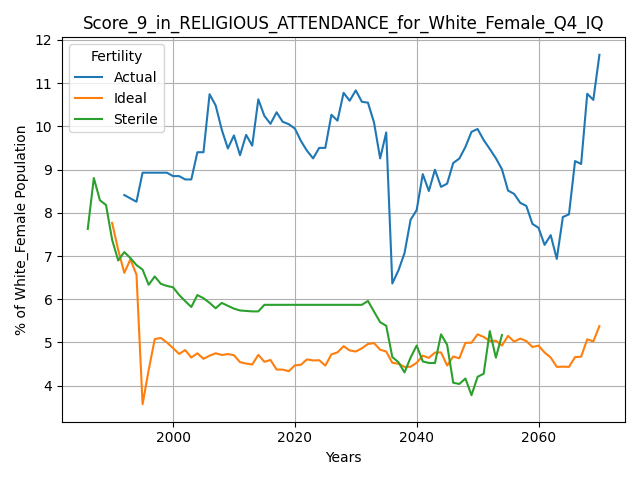 Score_9_in_RELIGIOUS_ATTENDANCE_for_White_Female_Q4_IQ
Fertility
Actual
Ideal
Sterile
% of White_Female Population
12
11
10
9
8
7
6
5
4
2000 2020 2040 2060
Years